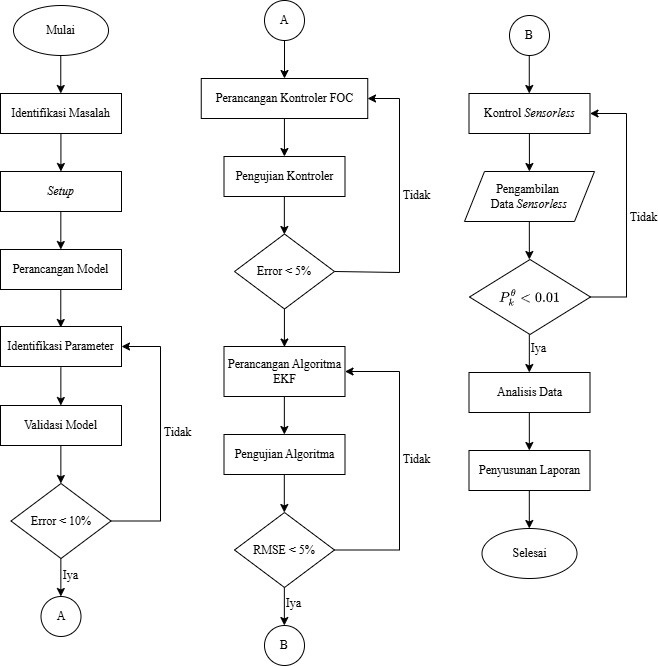 Mulai
Identifikasi Masalah
Setup
Perancangan Model
Identifikasi Parameter
Validasi Model
Tidak
Error < 10%
Iya
A
A
Perancangan Kontroler FOC
Pengujian Kontroler
Tidak
Error < 5%
Perancangan Algoritma
EKF
Pengujian Algoritma
Tidak
RMSE < 5%
Iya
B
B
Kontrol Sensorless
Pengambilan
Data Sensorless
Tidak
$P_k^\theta < 0.01$
Iya
Analisis Data
Penyusunan Laporan
Selesai